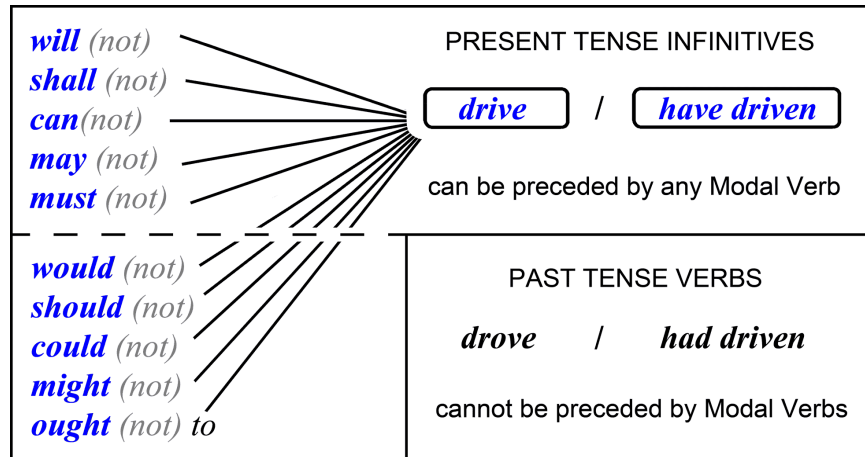 will (not)
shall (not)
can(not)
may (not)
must (not)
PRESENT TENSE INFINITIVES
drive / have driven
can be preceded by any Modal Verb
would (not)
should (not)
could (not)
might (not)
ought (not) to
PAST TENSE VERBS
drove / had driven
cannot be preceded by Modal Verbs